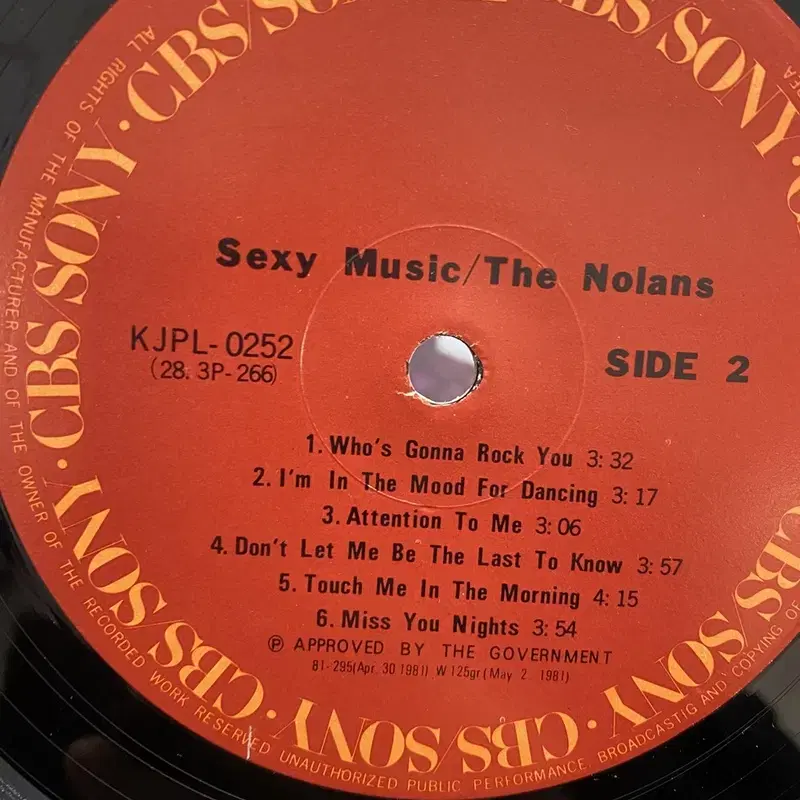 Sexy Music/The Nolans
KJPL-0252
(28. 3P-266)
SIDE 2
1. Who's Gonna Rock You 3:32
2. I'm In The Mood For Dancing 3:17
3. Attention To Me 3:06
4. Don't Let Me Be The Last To Know 3:57
5. Touch Me In The Morning 4:15
6. Miss You Nights 3:54
Ⓟ APPROVED BY THE GOVERNMENT
81-295(Apr. 30 1981) W 125gr(May 2. 1981)
CBS/SONY · CBS/SONY · CBS/SONY · CBS/SONY · CBS/SONY · CBS/SONY · CBS/SONY
ALL RIGHTS OF THE MANUFACTURER AND OF THE OWNER OF THE RECORDED WORK RESERVED UNAUTHORIZED PUBLIC PERFORMANCE BROADCASTIG AND COPYING OF